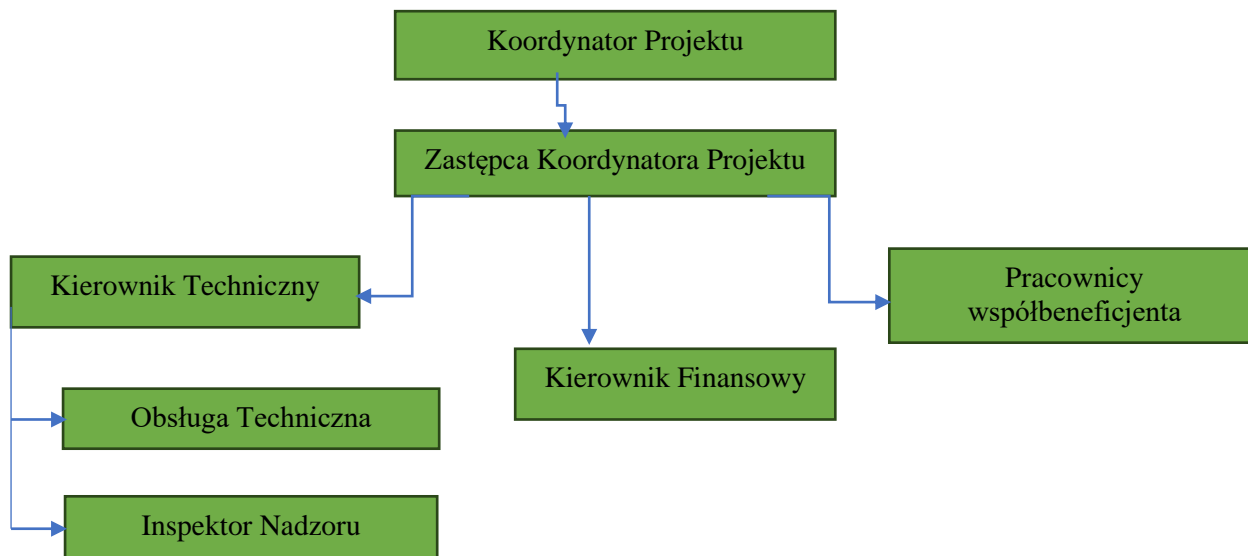 Koordynator Projektu
Zastępca Koordynatora Projektu
Kierownik Techniczny
Pracownicy
współbeneficjenta
Kierownik Finansowy
Obsługa Techniczna
Inspektor Nadzoru